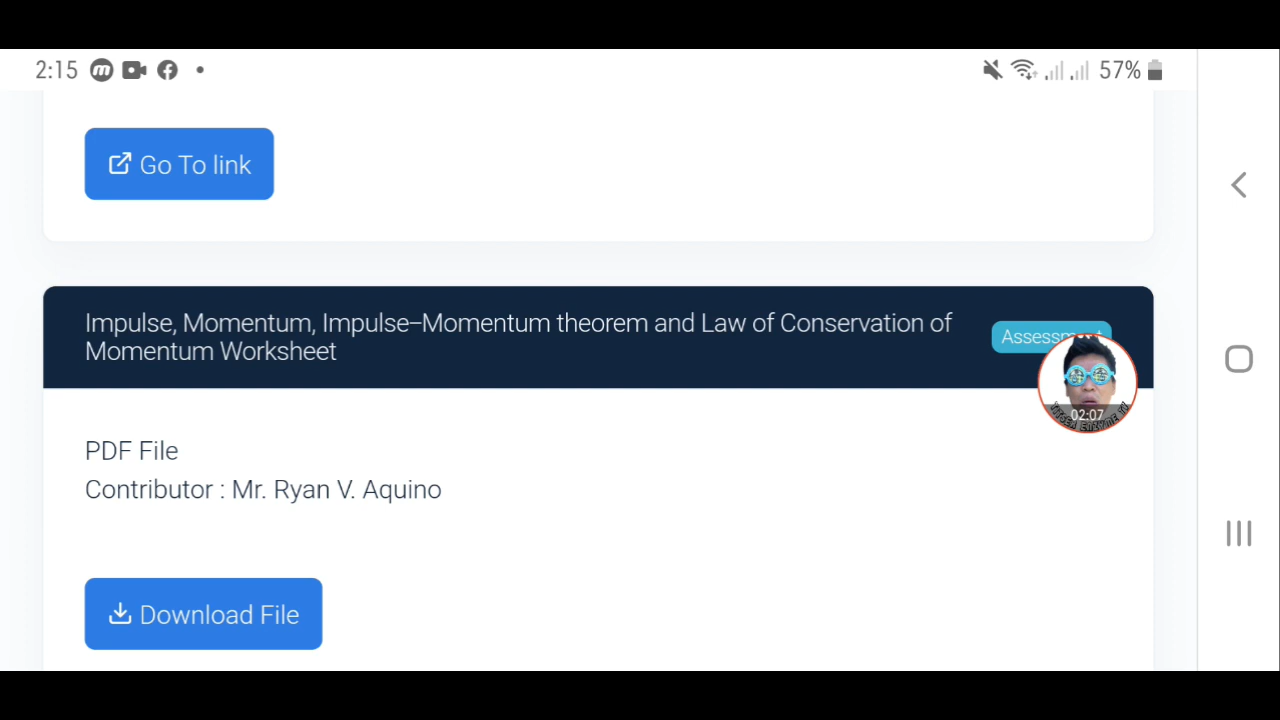 2:15
57%
Go To link
Impulse, Momentum, Impulse–Momentum theorem and Law of Conservation of
Momentum Worksheet
02:07
PDF File
Contributor : Mr. Ryan V. Aquino
Download File